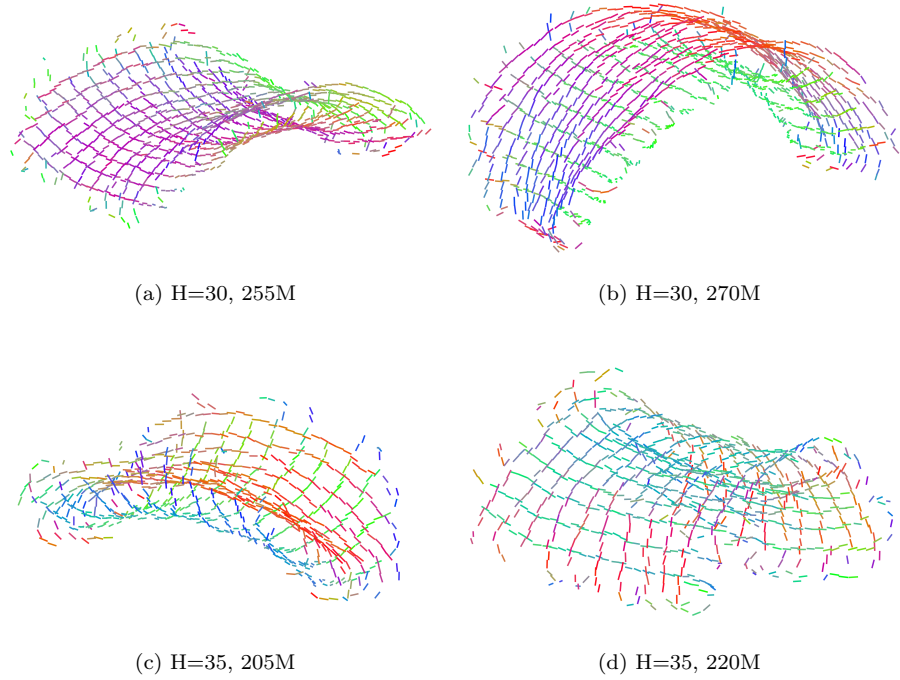 (a) H=30, 255M
(b) H=30, 270M
(c) H=35, 205M
(d) H=35, 220M